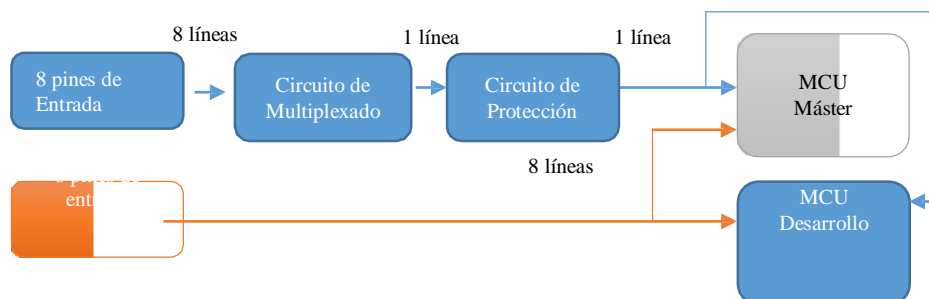 8 líneas
1 línea
1 línea
8 pines de
Entrada
Circuito de
Multiplexado
Circuito de
Protección
MCU
Máster
8 líneas
MCU
Desarrollo